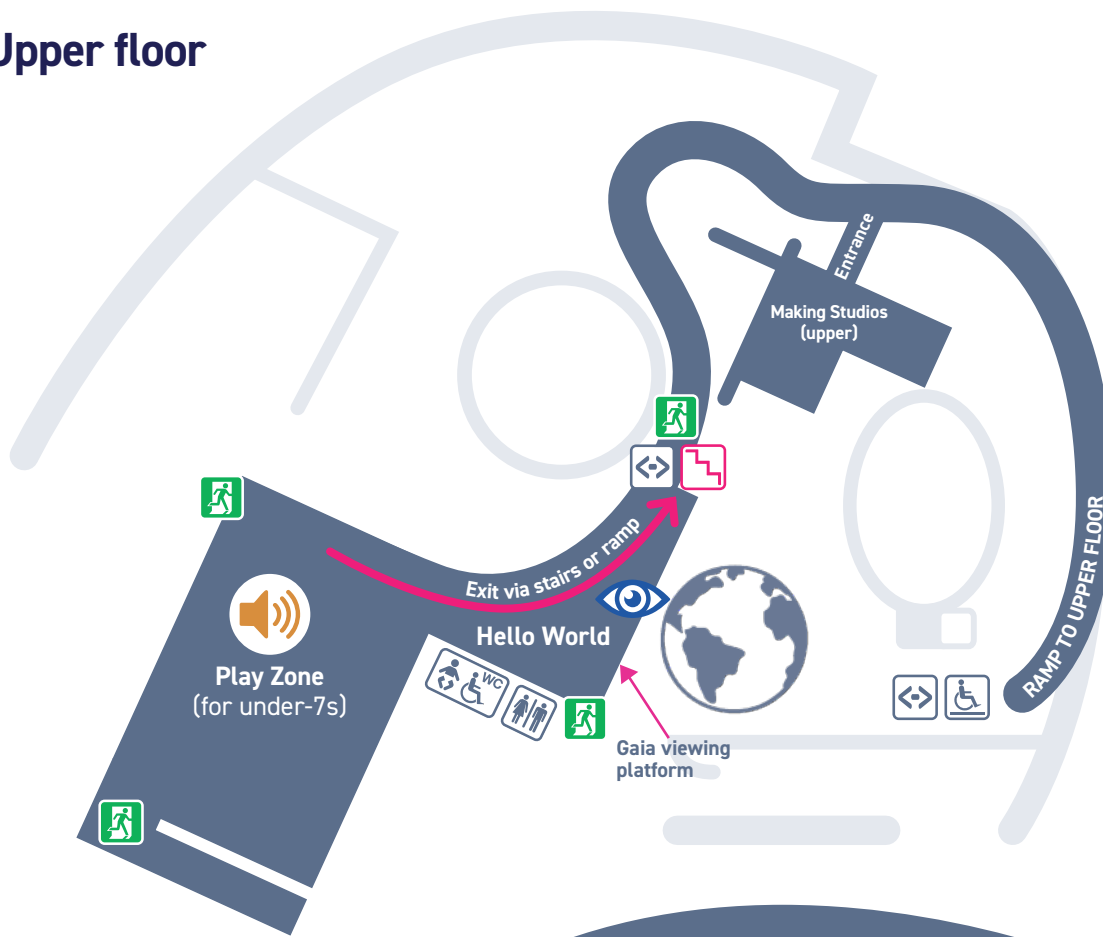 Upper floor
Entrance
Making Studios
(upper)
Exit via stairs or ramp
Hello World
Play Zone
(for under-7s)
WC
Gaia viewing
platform
RAMP TO UPPER FLOOR